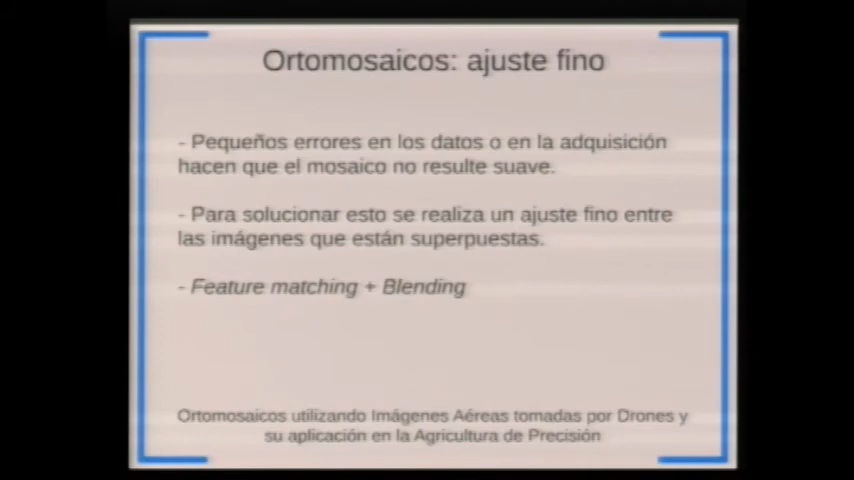 Ortomosaicos: ajuste fino
- Pequeños errores en los datos o en la adquisición
hacen que el mosaico no resulte suave.
- Para solucionar esto se realiza un ajuste fino entre
las imágenes que están superpuestas.
- Feature matching + Blending
Ortomosaicos utilizando Imágenes Aéreas tomadas por Drones y
su aplicación en la Agricultura de Precisión